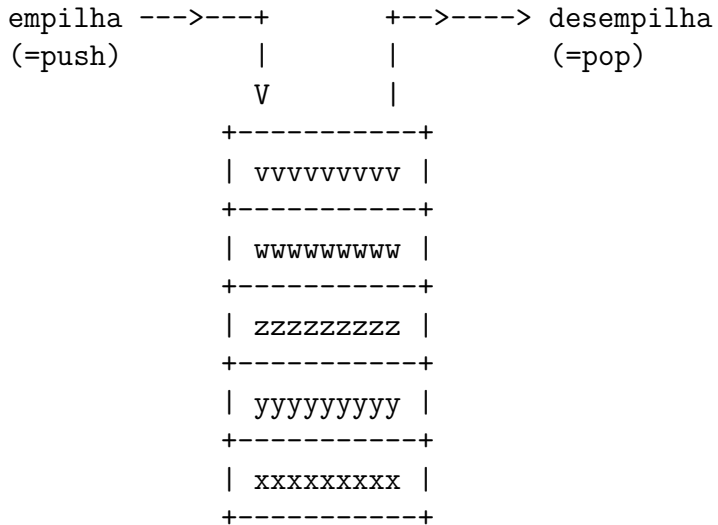 empilha --->---+       +-->----> desempilha
(=push)        |       |         (=pop)
               V       |
             +-----------+
             | vvvvvvvvv |
             +-----------+
             | wwwwwwwww |
             +-----------+
             | zzzzzzzzz |
             +-----------+
             | yyyyyyyyy |
             +-----------+
             | xxxxxxxxx |
             +-----------+